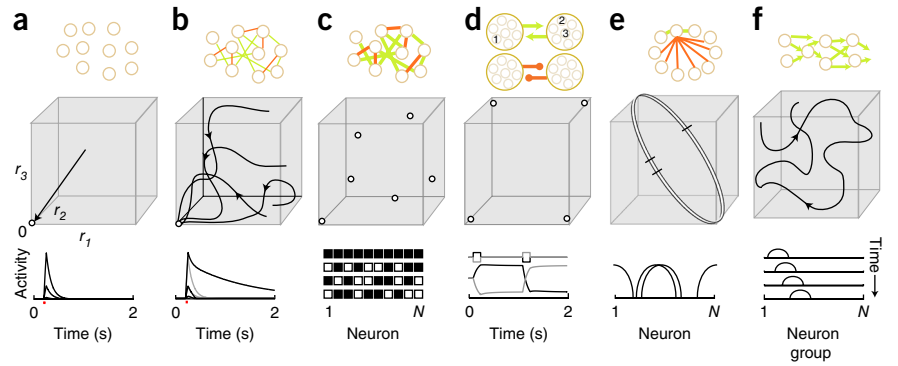 a b c d e f
1 2 3
r3
r2
0
r1
Activity
0 2
Time (s)
0 2
Time (s)
1 N
Neuron
0 2
Time (s)
1 N
Neuron
Time
1 N
Neuron
group